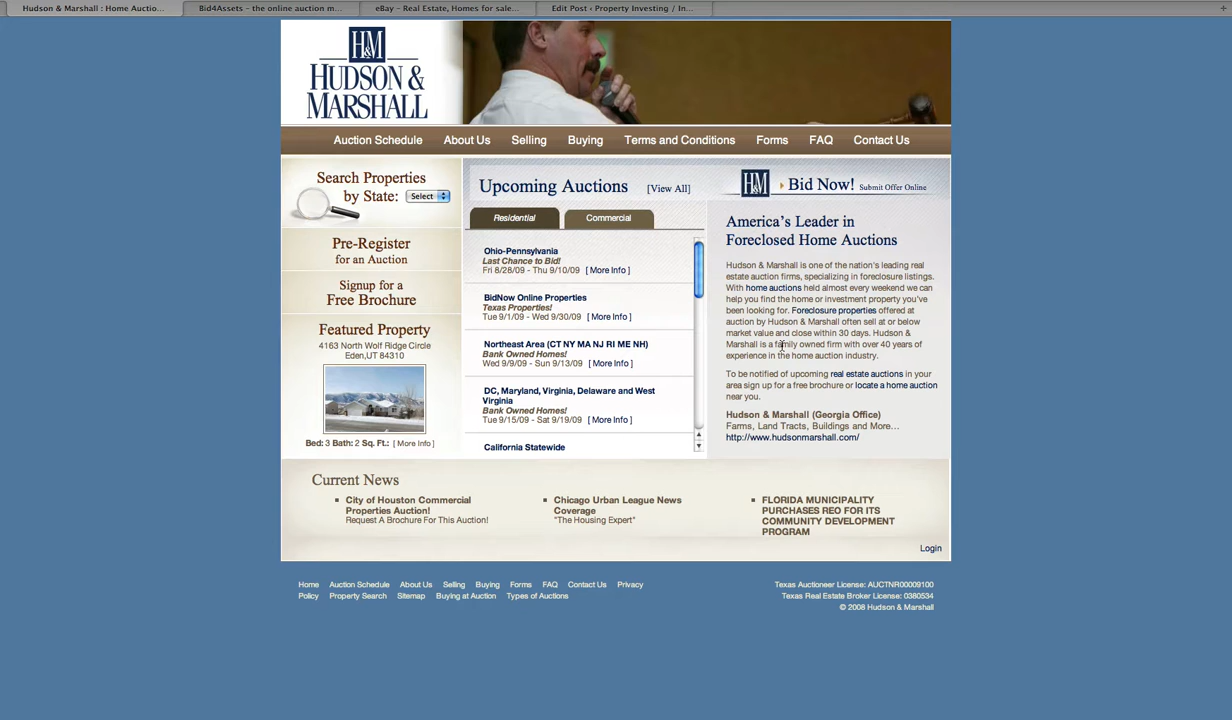 Hudson & Marshall : Home Auctio...
Bid4Assets – the online auction m...
eBay – Real Estate, Homes for sale...
Edit Post ‹ Property Investing / In...
H&M
HUDSON &
MARSHALL
Auction Schedule About Us Selling Buying Terms and Conditions Forms FAQ Contact Us
Search Properties
by State: Select
Pre-Register
for an Auction
Signup for a
Free Brochure
Featured Property
4163 North Wolf Ridge Circle
Eden,UT 84310
Bed: 3 Bath: 2 Sq. Ft.: [ More Info ]
Upcoming Auctions [View All]
Residential Commercial
Ohio-Pennsylvania
Last Chance to Bid!
Fri 8/28/09 - Thu 9/10/09 [ More Info ]
BidNow Online Properties
Texas Properties!
Tue 9/1/09 - Wed 9/30/09 [ More Info ]
Northeast Area (CT NY MA NJ RI ME NH)
Bank Owned Homes!
Wed 9/9/09 - Sun 9/13/09 [ More Info ]
DC, Maryland, Virginia, Delaware and West
Virginia
Bank Owned Homes!
Tue 9/15/09 - Sat 9/19/09 [ More Info ]
California Statewide
H&M Bid Now! Submit Offer Online
America's Leader in
Foreclosed Home Auctions
Hudson & Marshall is one of the nation's leading real
estate auction firms, specializing in foreclosure listings.
With home auctions held almost every weekend we can
help you find the home or investment property you've
been looking for. Foreclosure properties offered at
auction by Hudson & Marshall often sell at or below
market value and close within 30 days. Hudson &
Marshall is a family owned firm with over 40 years of
experience in the home auction industry.
To be notified of upcoming real estate auctions in your
area sign up for a free brochure or locate a home auction
near you.
Hudson & Marshall (Georgia Office)
Farms, Land Tracts, Buildings and More...
http://www.hudsonmarshall.com/
Current News
City of Houston Commercial
Properties Auction!
Request A Brochure For This Auction!
Chicago Urban League News
Coverage
"The Housing Expert"
FLORIDA MUNICIPALITY
PURCHASES REO FOR ITS
COMMUNITY DEVELOPMENT
PROGRAM
Login
Home Auction Schedule About Us Selling Buying Forms FAQ Contact Us Privacy
Policy Property Search Sitemap Buying at Auction Types of Auctions
Texas Auctioneer License: AUCTNR00009100
Texas Real Estate Broker License: 0380534
© 2008 Hudson & Marshall